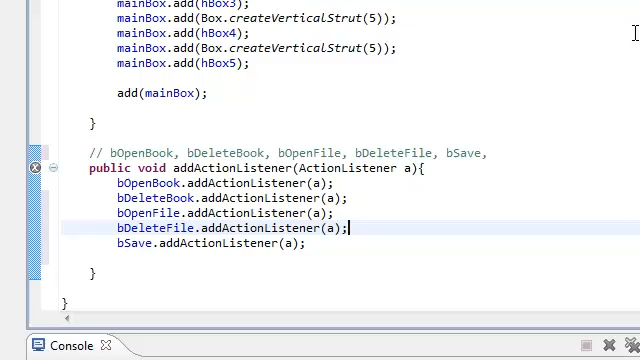 mainBox.add(hBox3);
mainBox.add(Box.createVerticalStrut(5));
mainBox.add(hBox4);
mainBox.add(Box.createVerticalStrut(5));
mainBox.add(hBox5);
add(mainBox);
}
// bOpenBook, bDeleteBook, bOpenFile, bDeleteFile, bSave,
public void addActionListener(ActionListener a){
bOpenBook.addActionListener(a);
bDeleteBook.addActionListener(a);
bOpenFile.addActionListener(a);
bDeleteFile.addActionListener(a);
bSave.addActionListener(a);
}
}
Console